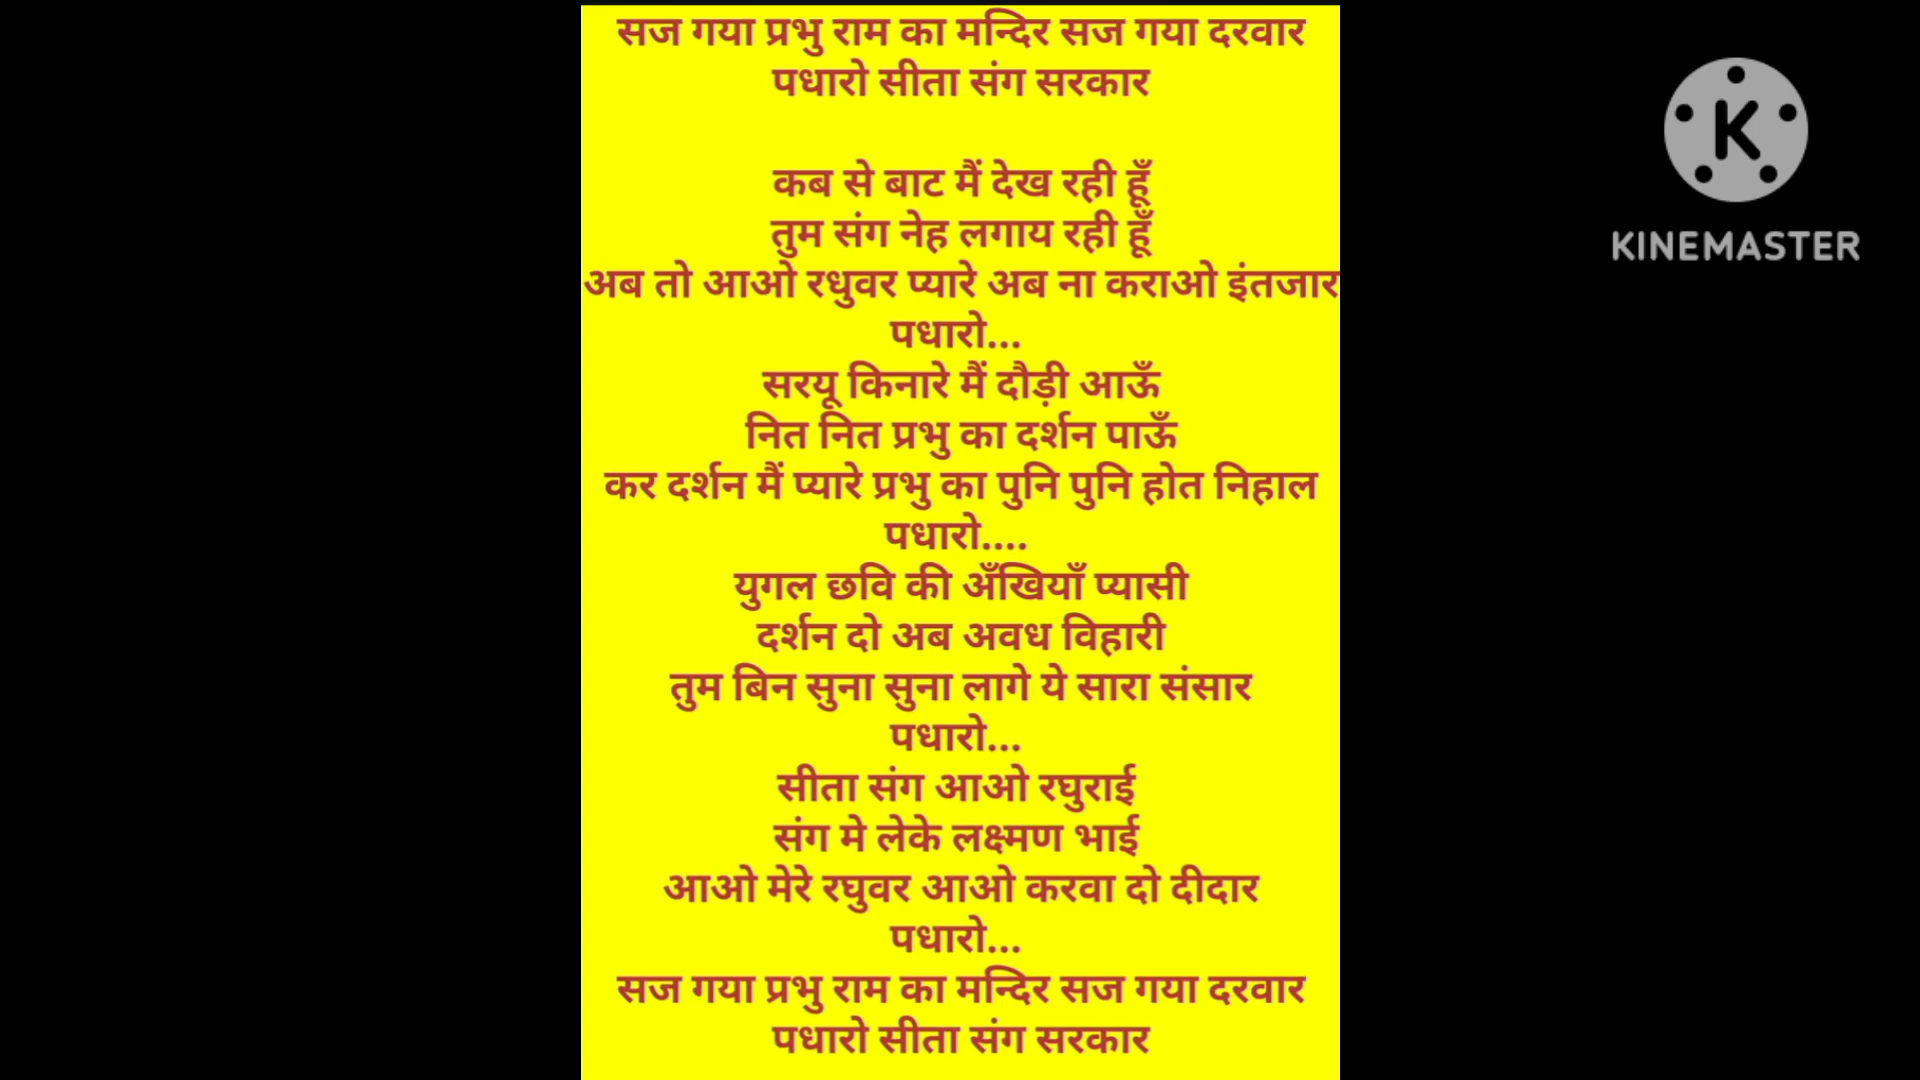 सज गया प्रभु राम का मन्दिर सज गया दरवार
पधारो सीता संग सरकार
कब से बाट मैं देख रही हूँ
तुम संग नेह लगाय रही हूँ
अब तो आओ रधुवर प्यारे अब ना कराओ इंतजार
पधारो...
सरयू किनारे मैं दौड़ी आऊँ
नित नित प्रभु का दर्शन पाऊँ
कर दर्शन मैं प्यारे प्रभु का पुनि पुनि होत निहाल
पधारो....
युगल छवि की अँखियाँ प्यासी
दर्शन दो अब अवध विहारी
तुम बिन सुना सुना लागे ये सारा संसार
पधारो...
सीता संग आओ रघुराई
संग मे लेके लक्ष्मण भाई
आओ मेरे रघुवर आओ करवा दो दीदार
पधारो...
सज गया प्रभु राम का मन्दिर सज गया दरवार
पधारो सीता संग सरकार
K
KINEMASTER